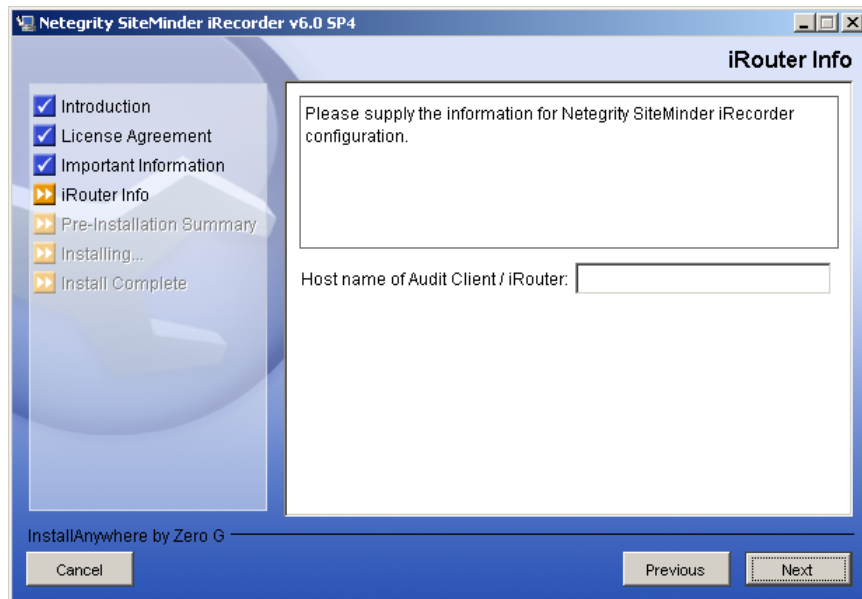 Netegrity SiteMinder iRecorder v6.0 SP4
iRouter Info
Introduction
License Agreement
Important Information
iRouter Info
Pre-Installation Summary
Installing...
Install Complete
Please supply the information for Netegrity SiteMinder iRecorder
configuration.
Host name of Audit Client / iRouter:
InstallAnywhere by Zero G
Cancel
Previous
Next